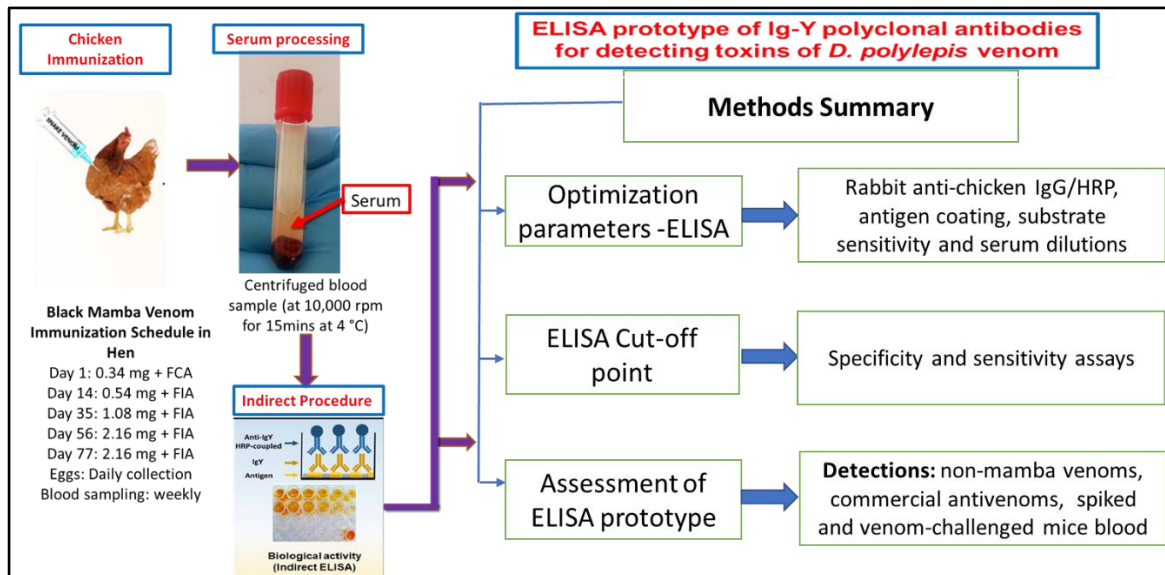 Chicken
Immunization
SNAKE VENOM
Black Mamba Venom
Immunization Schedule in
Hen
Day 1: 0.34 mg + FCA
Day 14: 0.54 mg + FIA
Day 35: 1.08 mg + FIA
Day 56: 2.16 mg + FIA
Day 77: 2.16 mg + FIA
Eggs: Daily collection
Blood sampling: weekly
Serum processing
Serum
Centrifuged blood
sample (at 10,000 rpm
for 15mins at 4 °C)
Indirect Procedure
Anti-IgY
HRP-coupled
IgY
Antigen
Biological activity
(Indirect ELISA)
ELISA prototype of Ig-Y polyclonal antibodies
for detecting toxins of D. polylepis venom
Methods Summary
Optimization
parameters -ELISA
Rabbit anti-chicken IgG/HRP,
antigen coating, substrate
sensitivity and serum dilutions
ELISA Cut-off
point
Specificity and sensitivity assays
Assessment of
ELISA prototype
Detections: non-mamba venoms,
commercial antivenoms, spiked
and venom-challenged mice blood